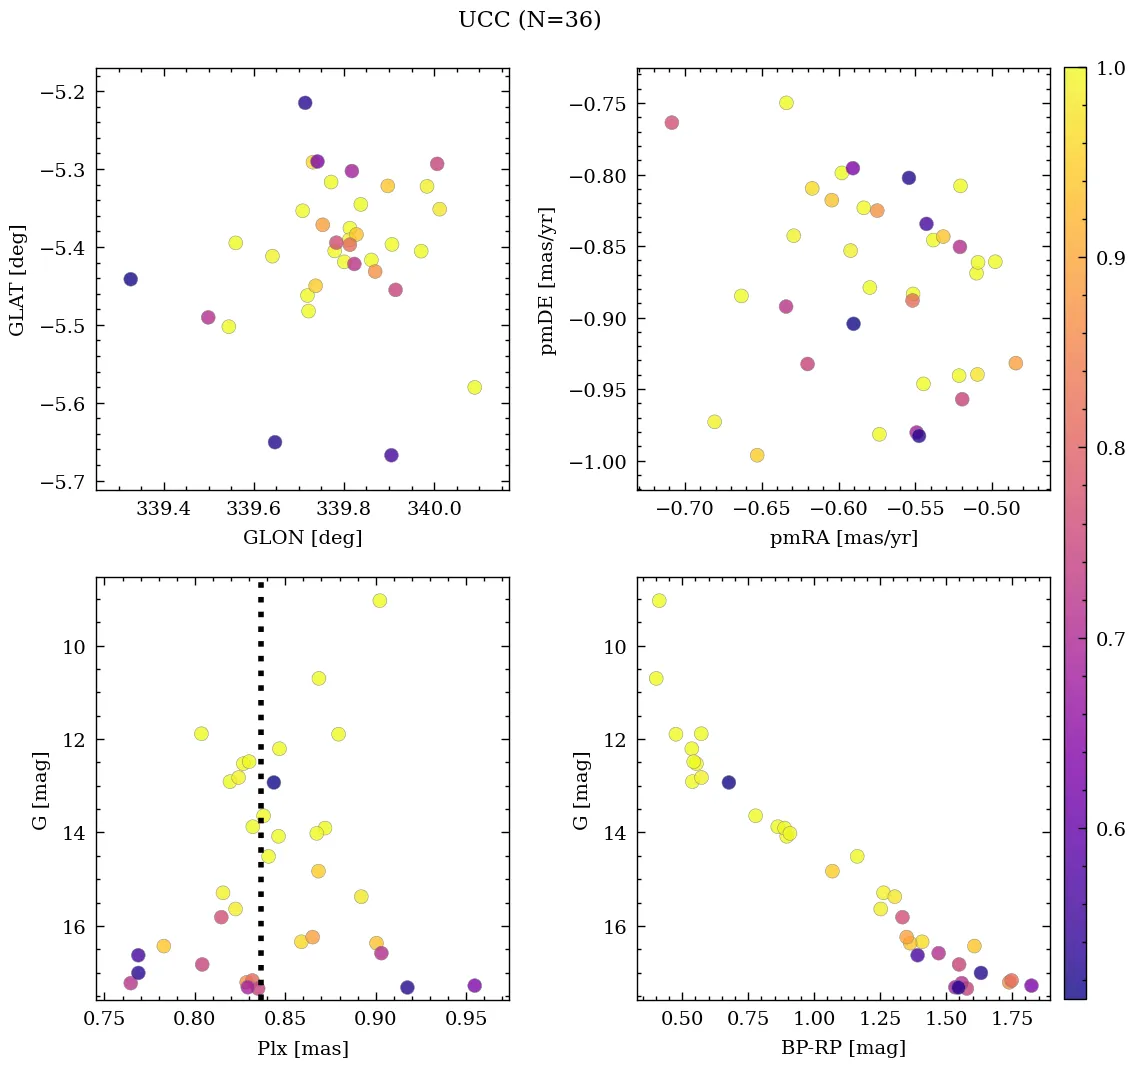 UCC (N=36)
−5.2
−5.3
−5.4
−5.5
−5.6
−5.7
GLAT [deg]
339.4 339.6 339.8 340.0
GLON [deg]
−0.75
−0.80
−0.85
−0.90
−0.95
−1.00
pmDE [mas/yr]
−0.70 −0.65 −0.60 −0.55 −0.50
pmRA [mas/yr]
10
12
14
16
G [mag]
0.75 0.80 0.85 0.90 0.95
Plx [mas]
10
12
14
16
G [mag]
0.50 0.75 1.00 1.25 1.50 1.75
BP-RP [mag]
1.0
0.9
0.8
0.7
0.6